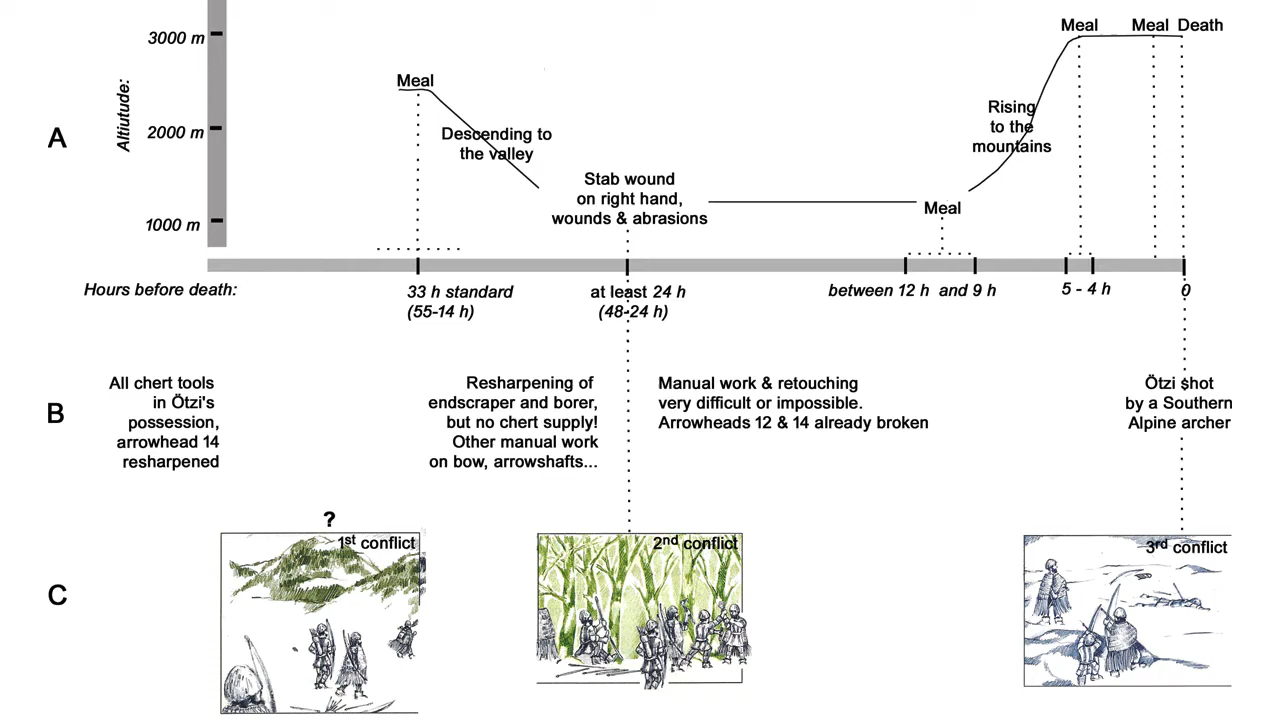 Meal
Meal Death
3000 m
Meal
Altiutude:
Rising
to the
mountains
2000 m
Descending to
the valley
A
Stab wound
on right hand,
wounds & abrasions
Meal
1000 m
Hours before death:
33 h standard
(55-14 h)
at least 24 h
(48-24 h)
between 12 h and 9 h
5 - 4 h
0
B
All chert tools
in Ötzi's
possession,
arrowhead 14
resharpened
Resharpening of
endscraper and borer,
but no chert supply!
Other manual work
on bow, arrowshafts...
Manual work & retouching
very difficult or impossible.
Arrowheads 12 & 14 already broken
Ötzi shot
by a Southern
Alpine archer
?
1st conflict
2nd conflict
3rd conflict
C